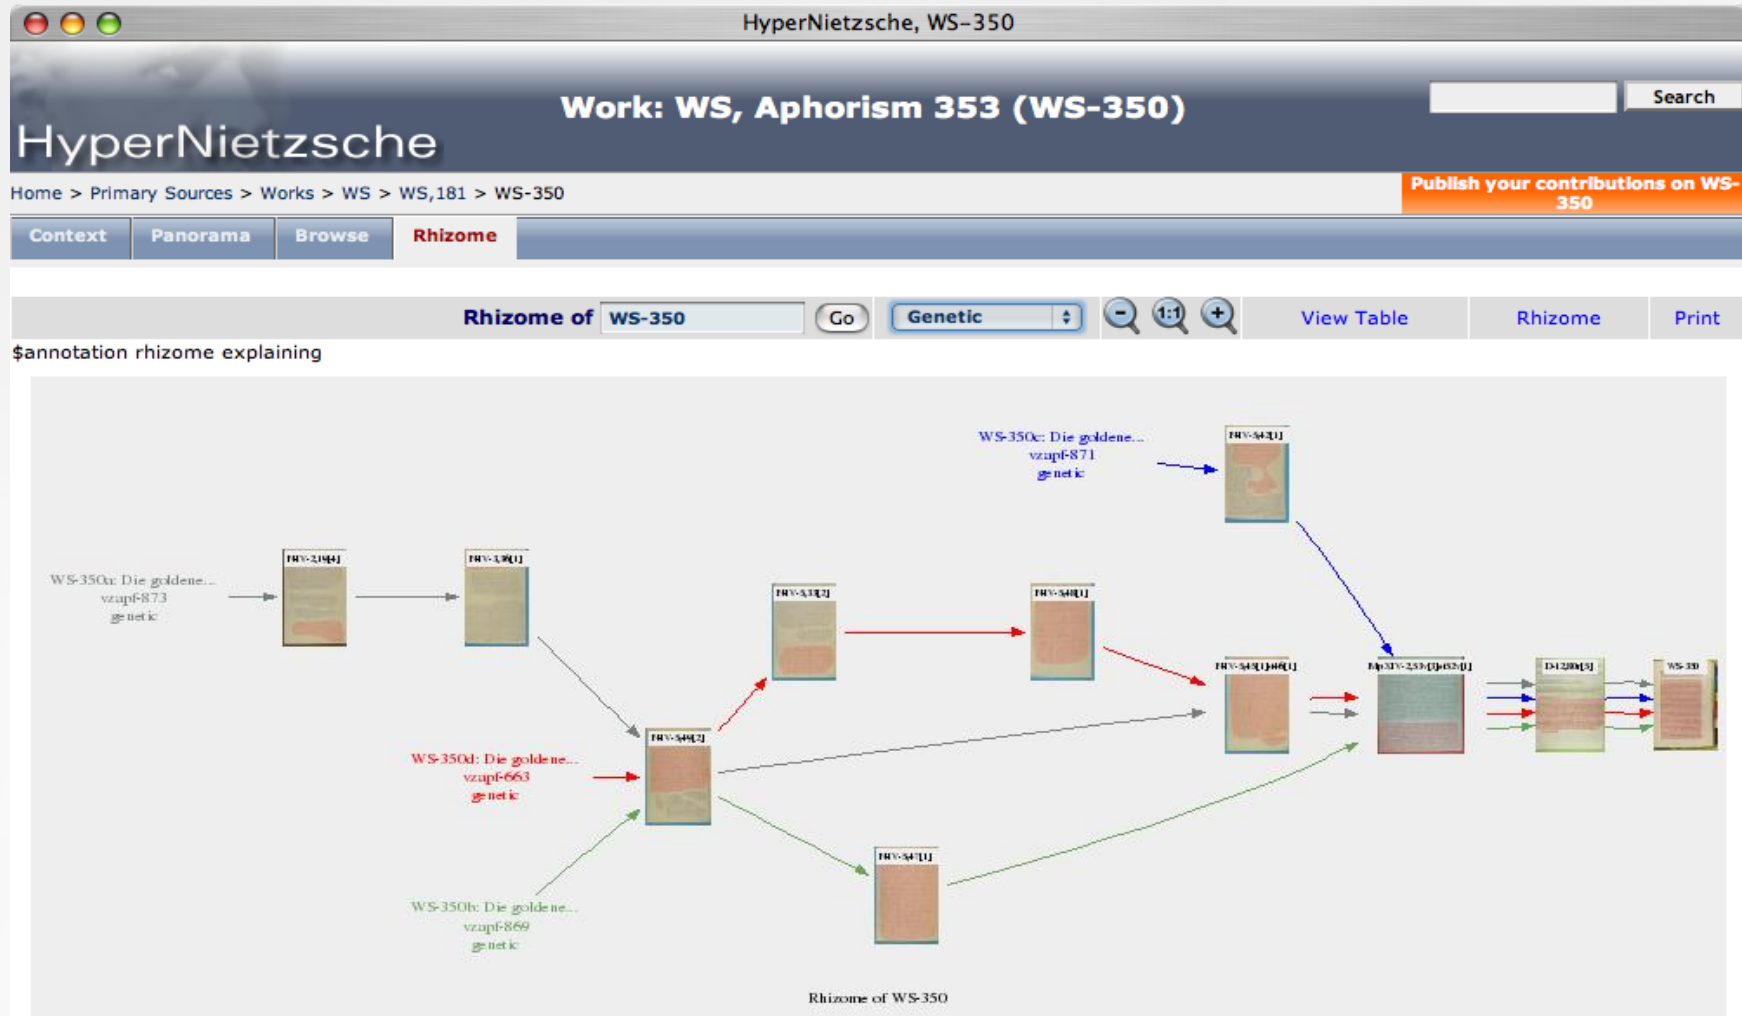 HyperNietzsche, WS-350
Work: WS, Aphorism 353 (WS-350)
Search
HyperNietzsche
Home > Primary Sources > Works > WS > WS,181 > WS-350
Publish your contributions on WS-
350
Context Panorama Browse Rhizome
Rhizome of WS-350 Go Genetic - 1:1 + View Table Rhizome Print
$annotation rhizome explaining
WS-350c: Die goldene...
vzapf-871
genetic
WS-350a: Die goldene...
vzapf-873
genetic
WS-350
WS-350d: Die goldene...
vzapf-663
genetic
WS-350b: Die goldene...
vzapf-869
genetic
Rhizome of WS-350